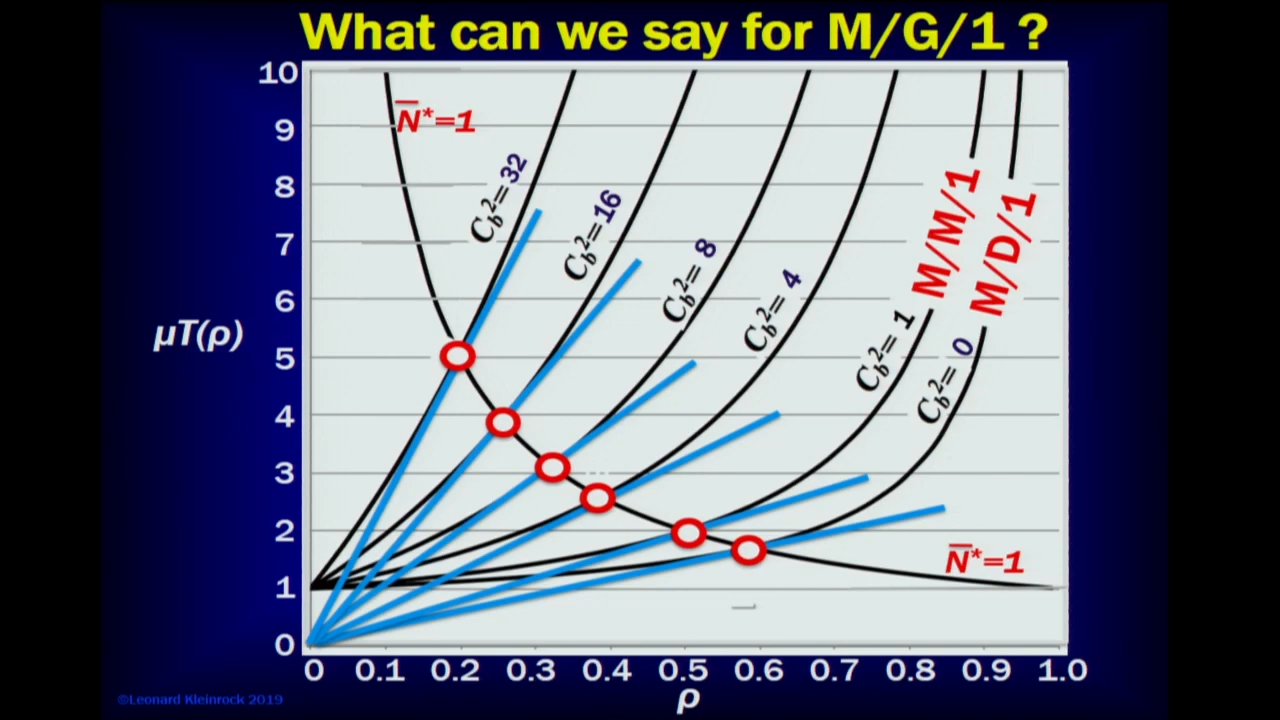 What can we say for M/G/1 ?
10
9
8
7
6
5
4
3
2
1
0
μT(ρ)
N̅*=1
C_b²= 32
C_b²= 16
C_b²= 8
C_b²= 4
C_b²= 1
M/M/1
C_b²= 0
M/D/1
N̅*=1
0 0.1 0.2 0.3 0.4 0.5 0.6 0.7 0.8 0.9 1.0
ρ
©Leonard Kleinrock 2019